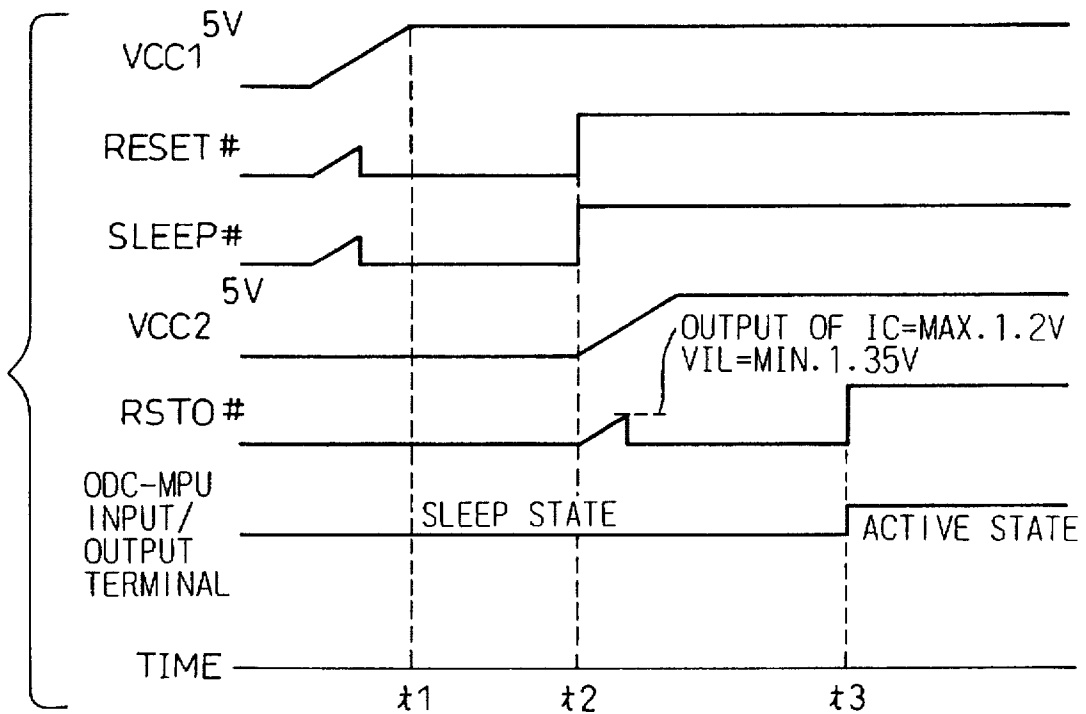 5V
VCC1
RESET#
SLEEP#
5V
VCC2
OUTPUT OF IC=MAX.1.2V
VIL=MIN.1.35V
RSTO#
ODC-MPU
INPUT/
OUTPUT
TERMINAL
SLEEP STATE
ACTIVE STATE
TIME
t1 t2 t3